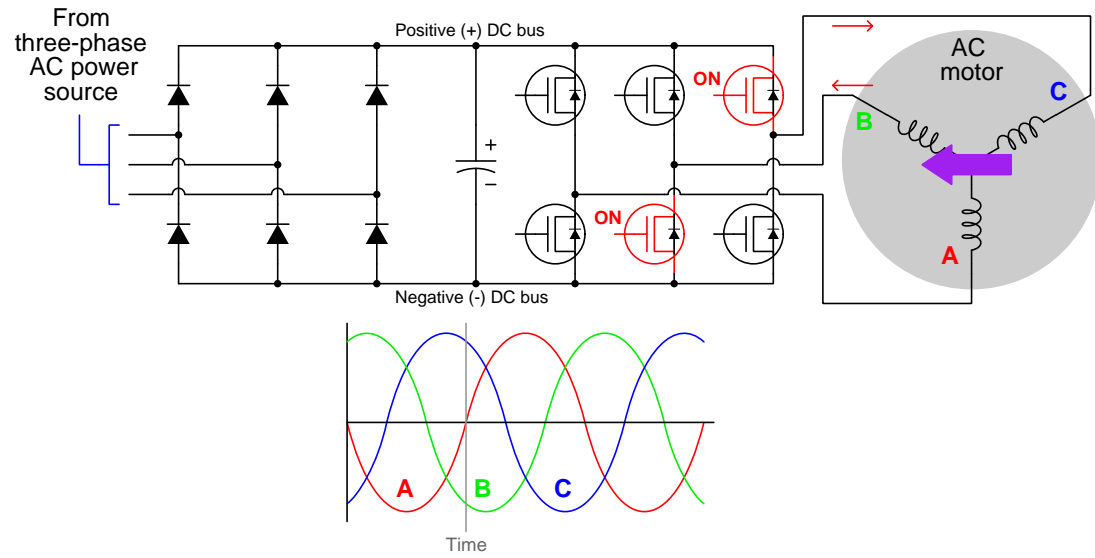 From
three-phase
AC power
source
Positive (+) DC bus
ON
AC
motor
C
B
+
−
ON
A
Negative (-) DC bus
A
B
C
Time